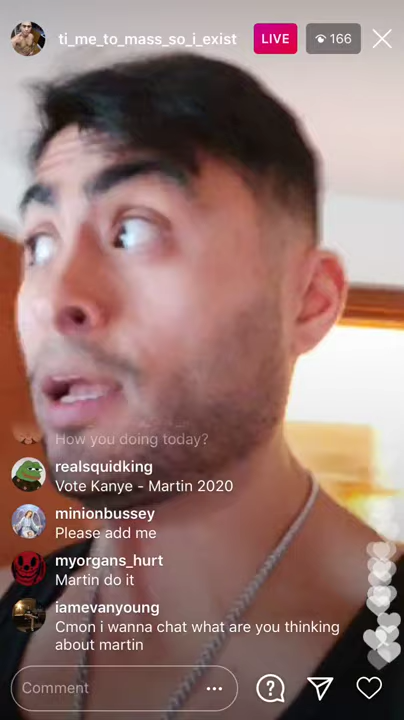 ti_me_to_mass_so_i_exist
LIVE
166
How you doing today?
realsquidking
Vote Kanye - Martin 2020
minionbussey
Please add me
myorgans_hurt
Martin do it
iamevanyoung
Cmon i wanna chat what are you thinking
about martin
Comment